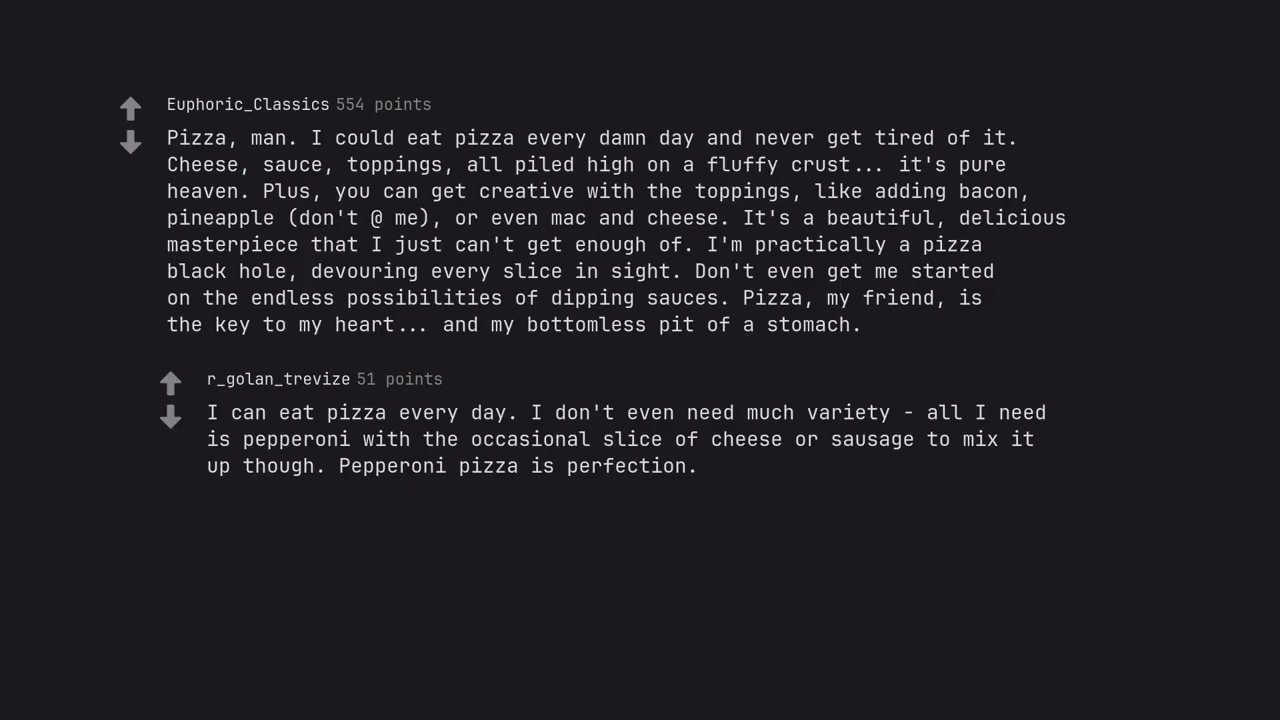 Euphoric_Classics 554 points
Pizza, man. I could eat pizza every damn day and never get tired of it.
Cheese, sauce, toppings, all piled high on a fluffy crust... it's pure
heaven. Plus, you can get creative with the toppings, like adding bacon,
pineapple (don't @ me), or even mac and cheese. It's a beautiful, delicious
masterpiece that I just can't get enough of. I'm practically a pizza
black hole, devouring every slice in sight. Don't even get me started
on the endless possibilities of dipping sauces. Pizza, my friend, is
the key to my heart... and my bottomless pit of a stomach.
r_golan_trevize 51 points
I can eat pizza every day. I don't even need much variety - all I need
is pepperoni with the occasional slice of cheese or sausage to mix it
up though. Pepperoni pizza is perfection.